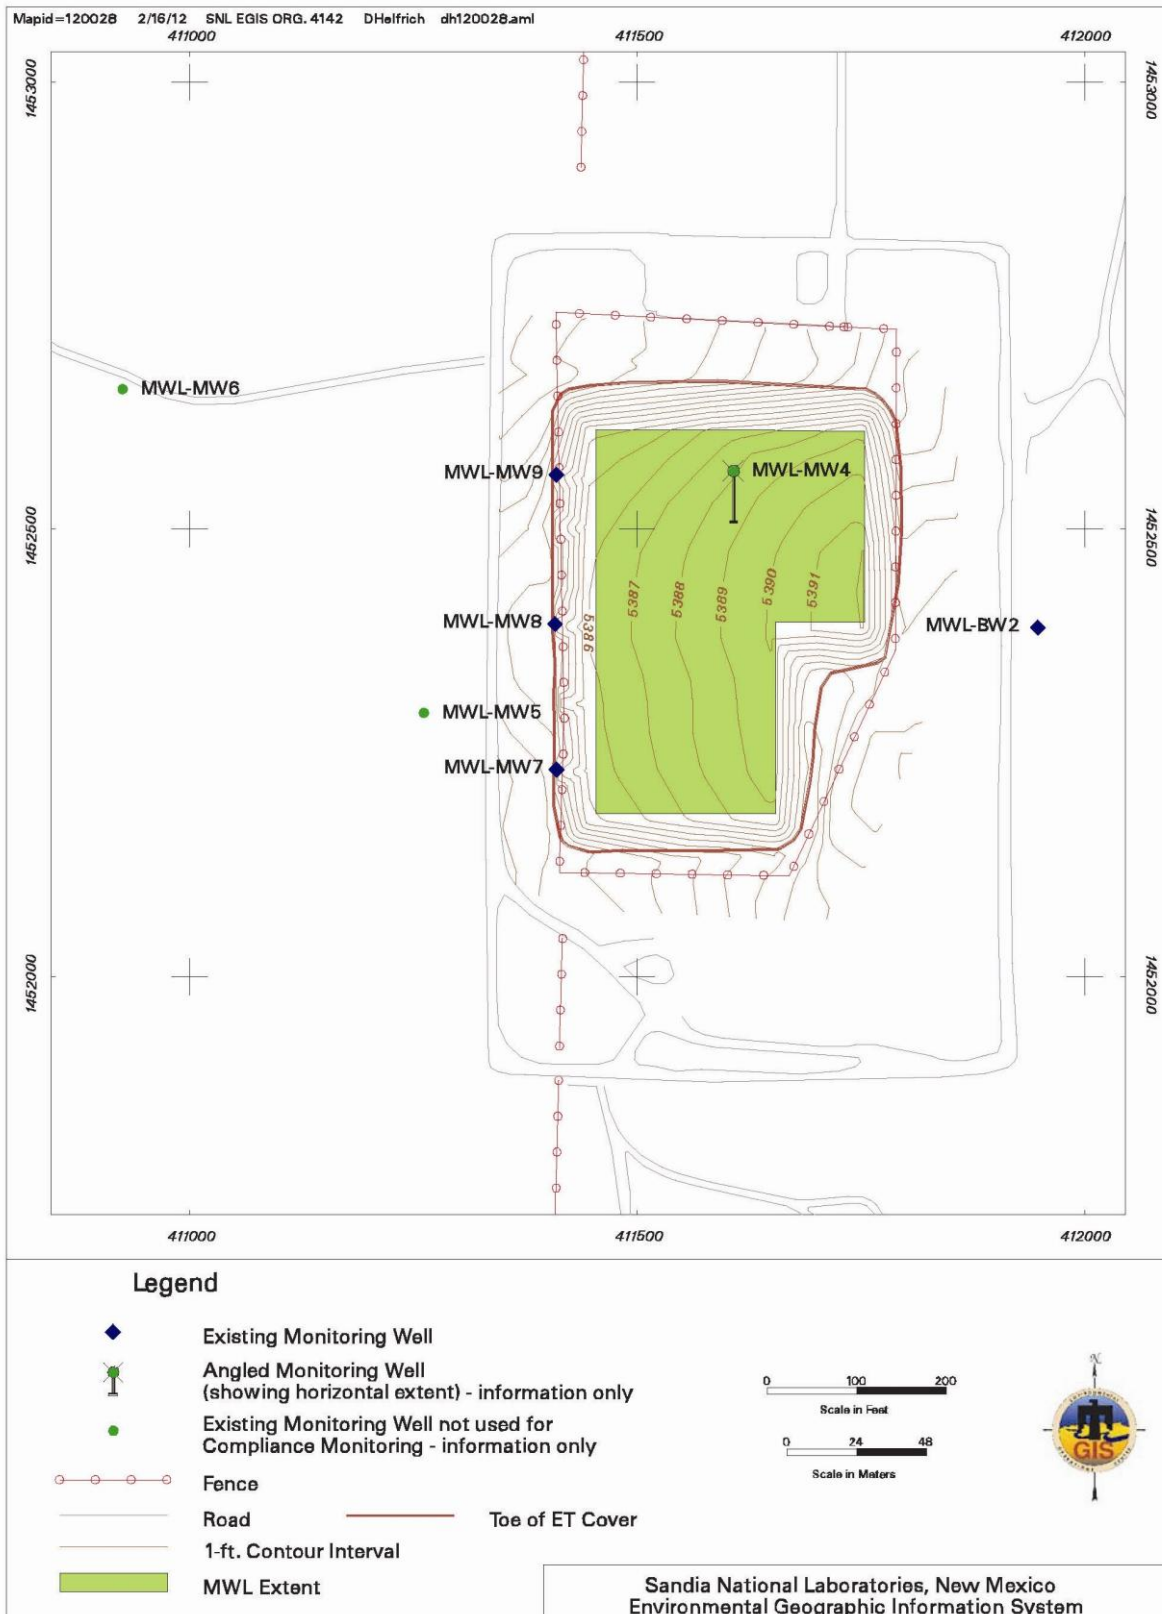 Mapid=120028 2/16/12 SNL EGIS ORG. 4142 DHelfrich dh120028.aml
411000 411500 412000
1453000 1453000
MWL-MW6
MWL-MW9 MWL-MW4
1452500 1452500
5387 5388 5389 5390 5391
5386
MWL-MW8 MWL-BW2
MWL-MW5
MWL-MW7
1452000 1452000
411000 411500 412000
Legend
Existing Monitoring Well
Angled Monitoring Well
(showing horizontal extent) - information only
Existing Monitoring Well not used for
Compliance Monitoring - information only
Fence
Road Toe of ET Cover
1-ft. Contour Interval
MWL Extent
0 100 200
Scale in Feet
0 24 48
Scale in Meters
N
GIS
Sandia National Laboratories, New Mexico
Environmental Geographic Information System